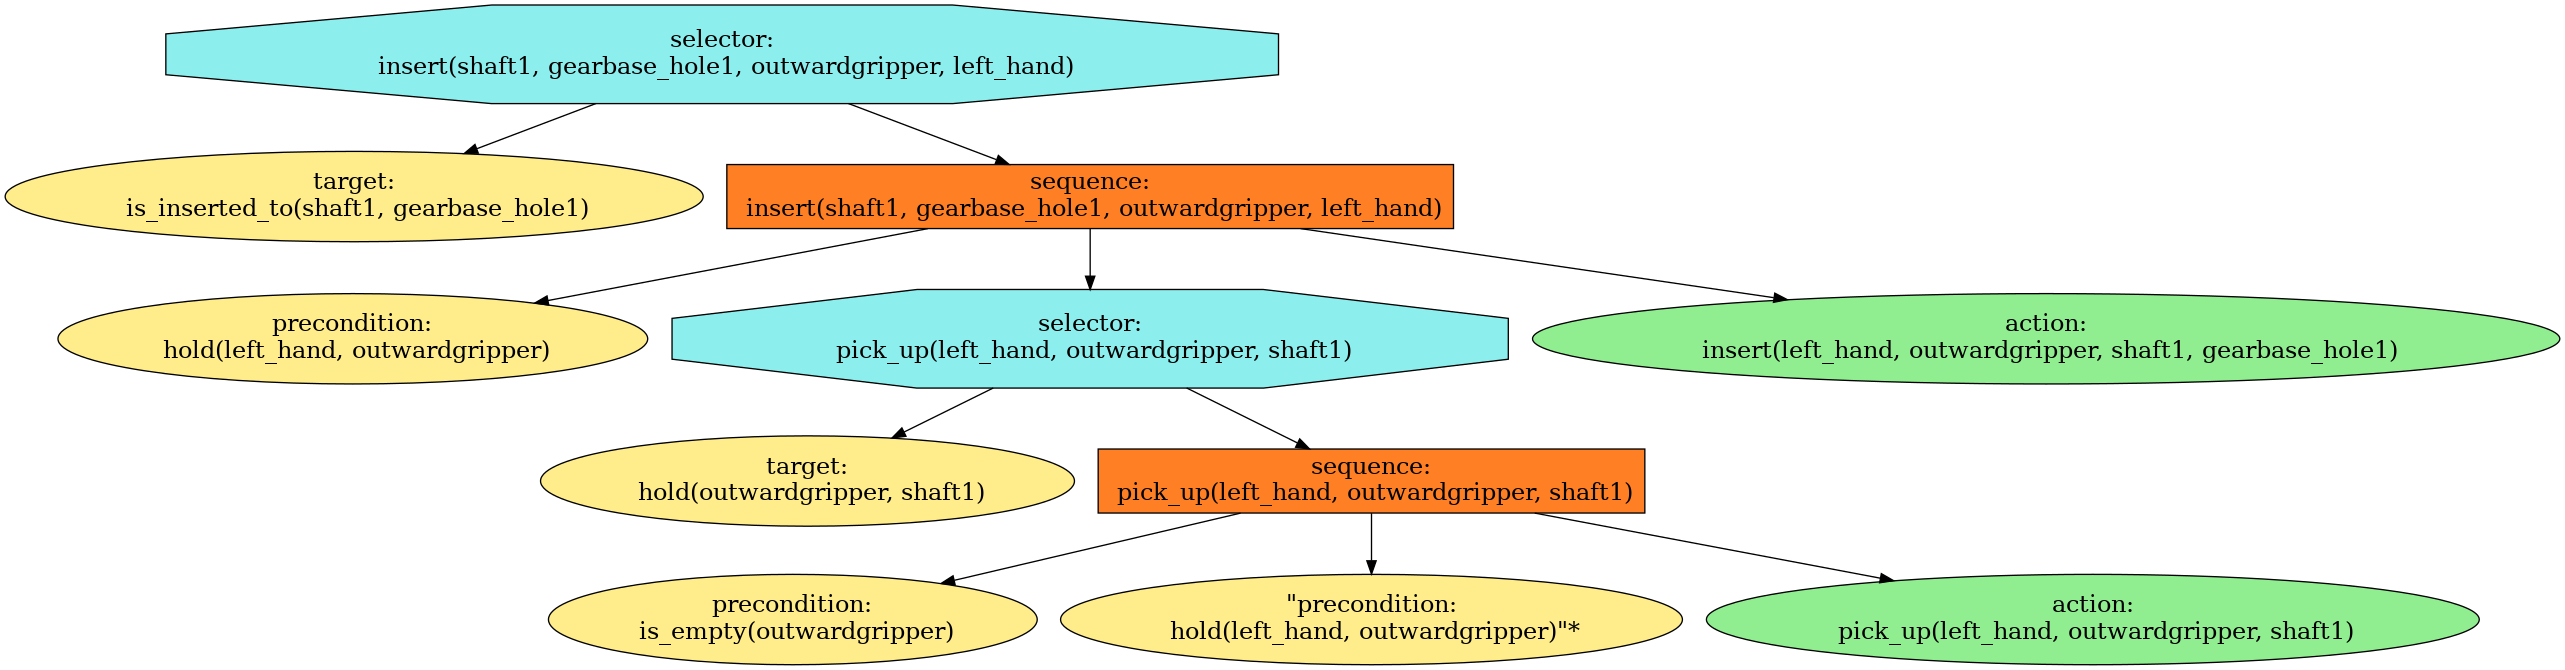 selector:
insert(shaft1, gearbase_hole1, outwardgripper, left_hand)
target:
is_inserted_to(shaft1, gearbase_hole1)
sequence:
insert(shaft1, gearbase_hole1, outwardgripper, left_hand)
precondition:
hold(left_hand, outwardgripper)
selector:
pick_up(left_hand, outwardgripper, shaft1)
action:
insert(left_hand, outwardgripper, shaft1, gearbase_hole1)
target:
hold(outwardgripper, shaft1)
sequence:
pick_up(left_hand, outwardgripper, shaft1)
precondition:
is_empty(outwardgripper)
"precondition:
hold(left_hand, outwardgripper)"*
action:
pick_up(left_hand, outwardgripper, shaft1)